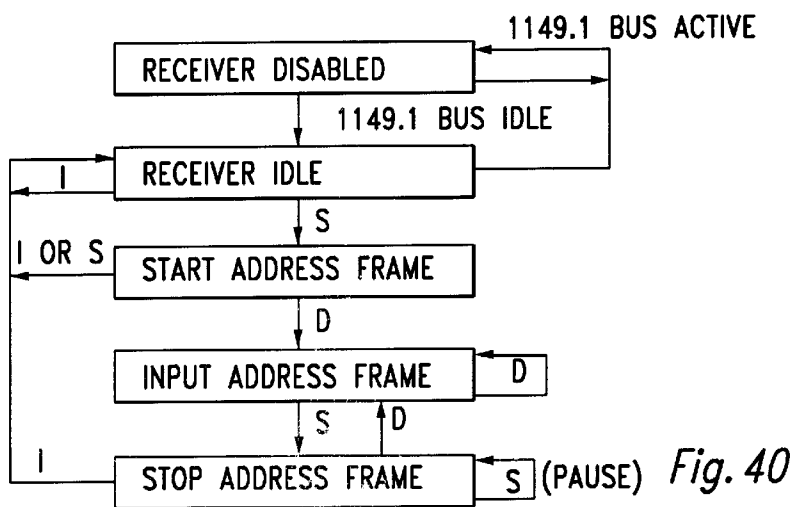 1149.1 BUS ACTIVE
RECEIVER DISABLED
1149.1 BUS IDLE
RECEIVER IDLE
I
S
I OR S
START ADDRESS FRAME
D
INPUT ADDRESS FRAME
D
S
D
I
STOP ADDRESS FRAME
S
(PAUSE)
Fig. 40